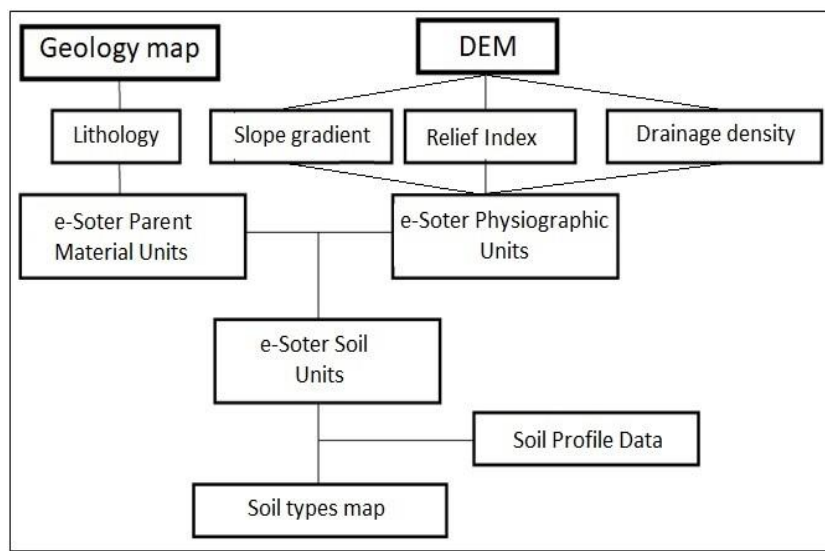 Geology map
DEM
Lithology
Slope gradient
Relief Index
Drainage density
e-Soter Parent
Material Units
e-Soter Physiographic
Units
e-Soter Soil
Units
Soil Profile Data
Soil types map